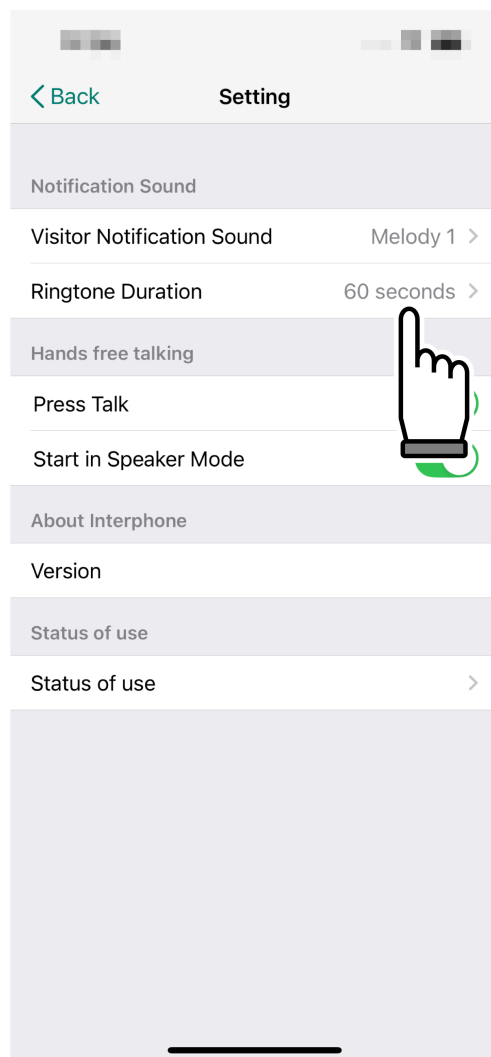 Back
Setting
Notification Sound
Visitor Notification Sound Melody 1
Ringtone Duration 60 seconds
Hands free talking
Press Talk
Start in Speaker Mode
About Interphone
Version
Status of use
Status of use